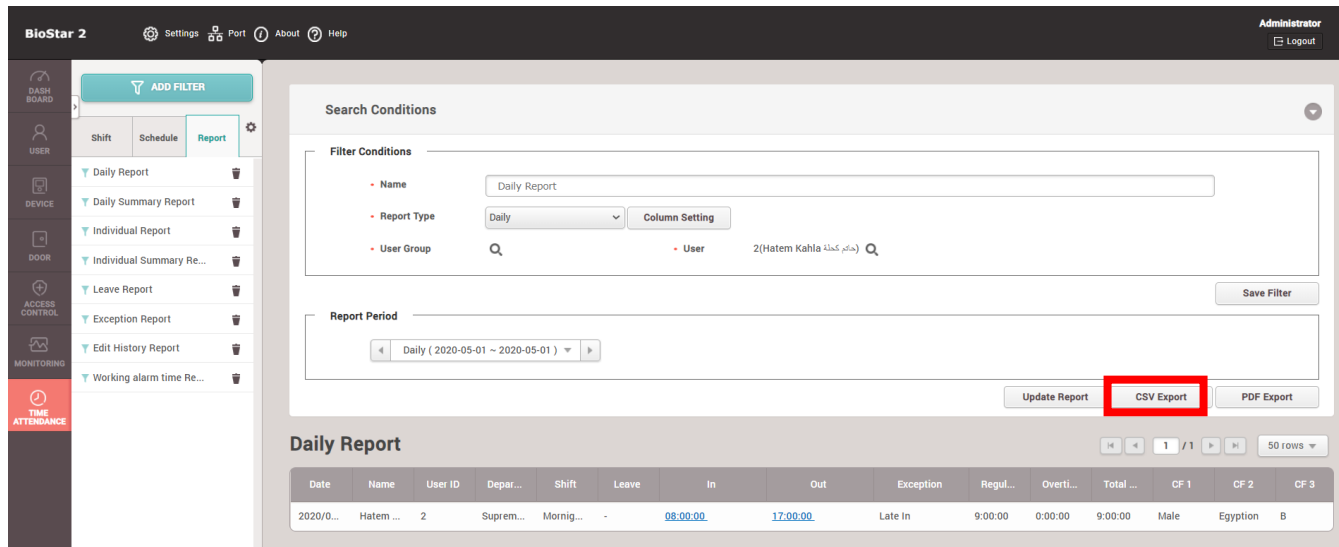 BioStar 2 Settings Port About Help Administrator
Logout
DASH BOARD
USER
DEVICE
DOOR
ACCESS CONTROL
MONITORING
TIME ATTENDANCE
ADD FILTER
Shift Schedule Report
Daily Report
Daily Summary Report
Individual Report
Individual Summary Re...
Leave Report
Exception Report
Edit History Report
Working alarm time Re...
Search Conditions
Filter Conditions
Name Daily Report
Report Type Daily Column Setting
User Group User 2(Hatem Kahla حاتم كحلة)
Save Filter
Report Period
Daily ( 2020-05-01 ~ 2020-05-01 )
Update Report CSV Export PDF Export
Daily Report 1 / 1 50 rows
Date Name User ID Depar... Shift Leave In Out Exception Regul... Overti... Total ... CF 1 CF 2 CF 3
2020/0... Hatem ... 2 Suprem... Mornig... - 08:00:00 17:00:00 Late In 9:00:00 0:00:00 9:00:00 Male Egyption B